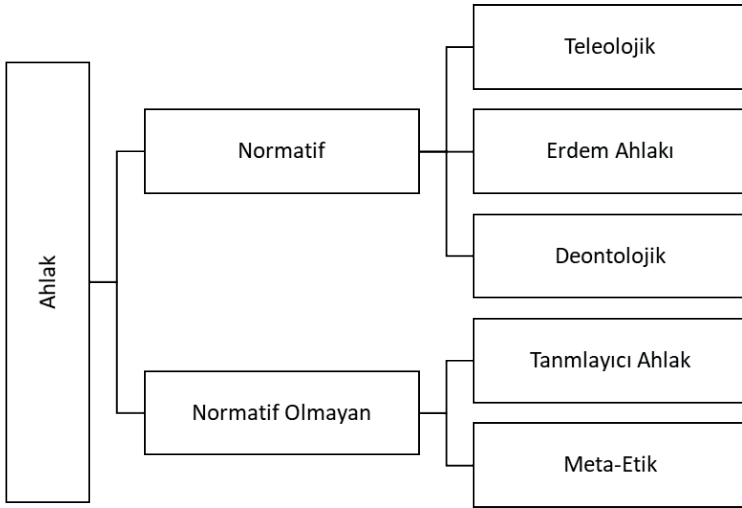 Ahlak
Normatif
Teleolojik
Erdem Ahlakı
Deontolojik
Normatif Olmayan
Tanmlayıcı Ahlak
Meta-Etik